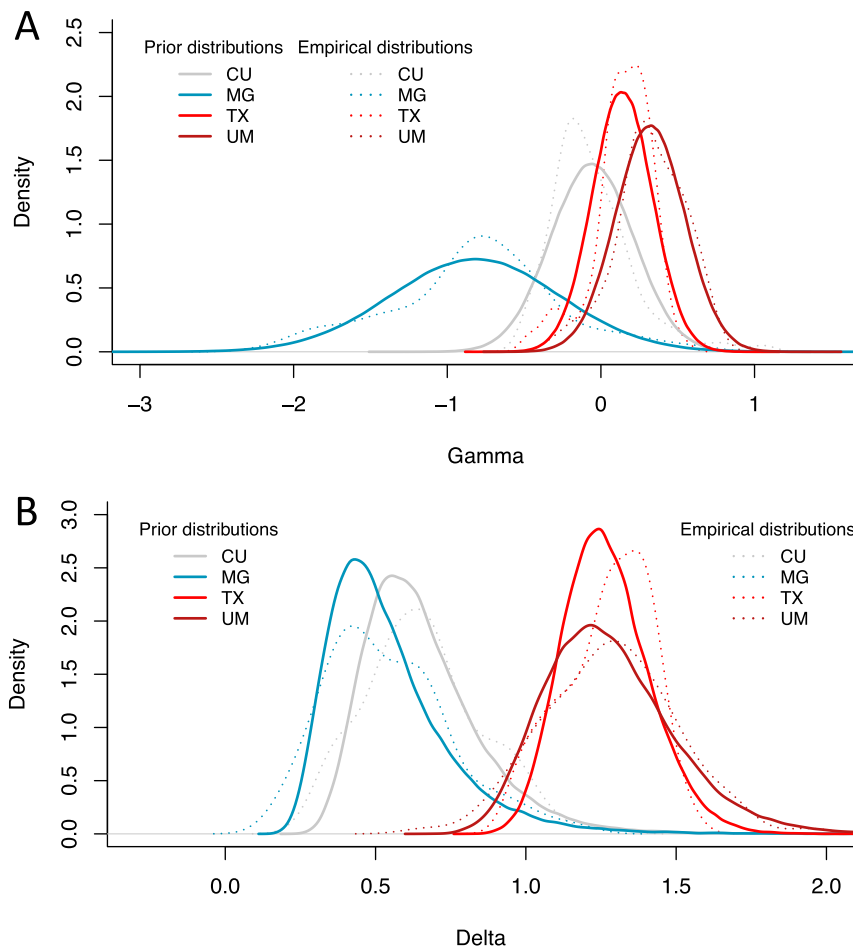 A
Prior distributions
CU
MG
TX
UM
Empirical distributions
CU
MG
TX
UM
Density
2.5
2.0
1.5
1.0
0.5
0.0
−3 −2 −1 0 1
Gamma
B
Prior distributions
CU
MG
TX
UM
Empirical distributions
CU
MG
TX
UM
Density
3.0
2.5
2.0
1.5
1.0
0.5
0.0
0.0 0.5 1.0 1.5 2.0
Delta